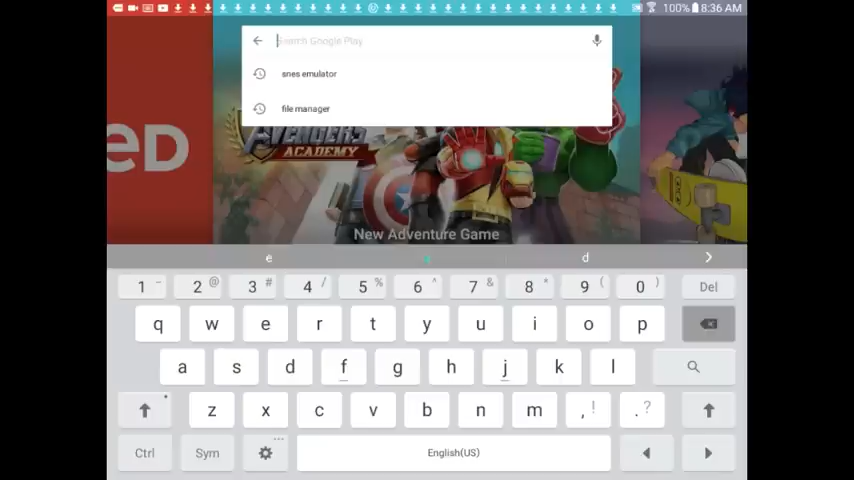 100% 8:36 AM
Search Google Play
snes emulator
file manager
ED
AVENGERS
ACADEMY
New Adventure Game
e d >
1 - 2 @ 3 # 4 / 5 % 6 ^ 7 & 8 * 9 ( 0 ) Del
q w e r t y u i o p
a s d f g h j k l
z x c v b n m , ! . ?
Ctrl Sym ... English(US)